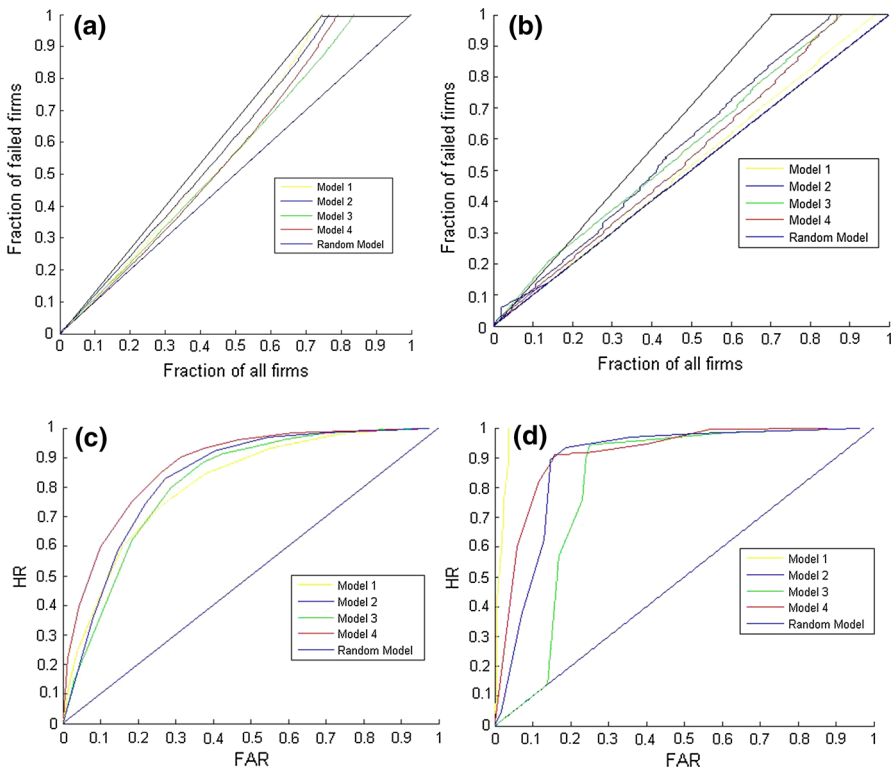 (a)
1
0.9
0.8
0.7
0.6
0.5
0.4
0.3
0.2
0.1
0
Fraction of failed firms
Model 1
Model 2
Model 3
Model 4
Random Model
0 0.1 0.2 0.3 0.4 0.5 0.6 0.7 0.8 0.9 1
Fraction of all firms
(b)
1
0.9
0.8
0.7
0.6
0.5
0.4
0.3
0.2
0.1
0
Fraction of failed firms
Model 1
Model 2
Model 3
Model 4
Random Model
0 0.1 0.2 0.3 0.4 0.5 0.6 0.7 0.8 0.9 1
Fraction of all firms
(c)
1
0.9
0.8
0.7
0.6
0.5
0.4
0.3
0.2
0.1
0
HR
Model 1
Model 2
Model 3
Model 4
Random Model
0 0.1 0.2 0.3 0.4 0.5 0.6 0.7 0.8 0.9 1
FAR
(d)
1
0.9
0.8
0.7
0.6
0.5
0.4
0.3
0.2
0.1
0
HR
Model 1
Model 2
Model 3
Model 4
Random Model
0 0.1 0.2 0.3 0.4 0.5 0.6 0.7 0.8 0.9 1
FAR